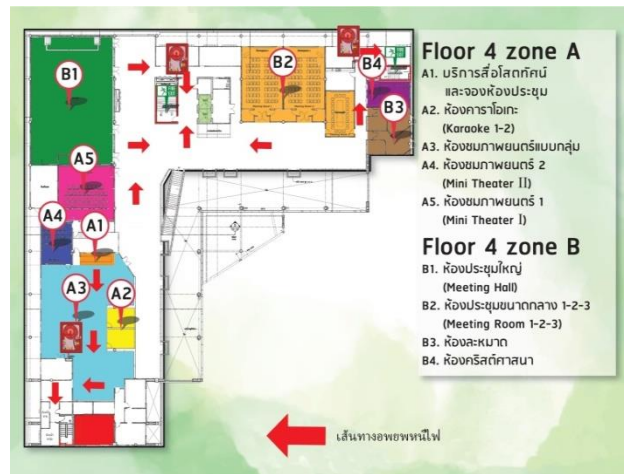 B1
B2
B4
B3
A5
A4
A1
A3
A2
Floor 4 zone A
A1. บริการสื่อโสตทัศน์
และจองห้องประชุม
A2. ห้องคาราโอเกะ
(Karaoke 1-2)
A3. ห้องชมภาพยนตร์แบบกลุ่ม
A4. ห้องชมภาพยนตร์ 2
(Mini Theater II)
A5. ห้องชมภาพยนตร์ 1
(Mini Theater I)
Floor 4 zone B
B1. ห้องประชุมใหญ่
(Meeting Hall)
B2. ห้องประชุมขนาดกลาง 1-2-3
(Meeting Room 1-2-3)
B3. ห้องละหมาด
B4. ห้องคริสต์ศาสนา
เส้นทางอพยพหนีไฟ